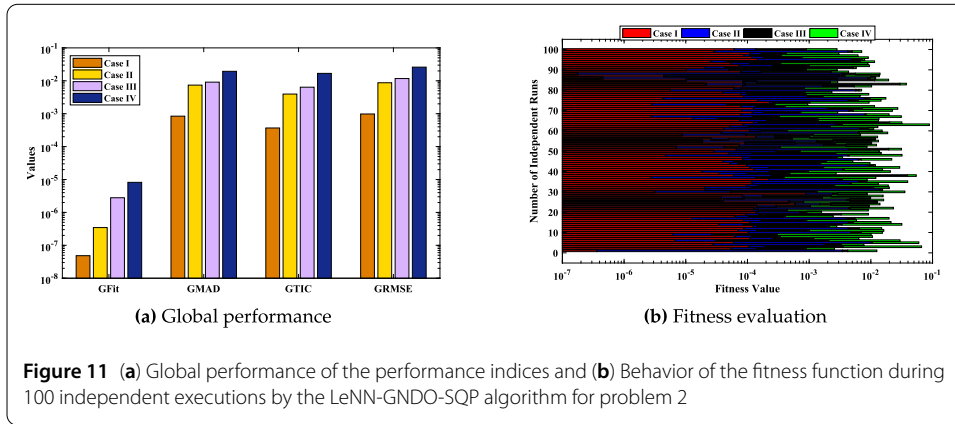 10^-1
10^-2
10^-3
10^-4
10^-5
10^-6
10^-7
10^-8
Values
Case I
Case II
Case III
Case IV
GFit GMAD GTIC GRMSE
(a) Global performance
Case I Case II Case III Case IV
100
90
80
70
60
50
40
30
20
10
0
Number of Independent Runs
10^-7 10^-6 10^-5 10^-4 10^-3 10^-2 10^-1
Fitness Value
(b) Fitness evaluation
Figure 11 (a) Global performance of the performance indices and (b) Behavior of the fitness function during
100 independent executions by the LeNN-GNDO-SQP algorithm for problem 2